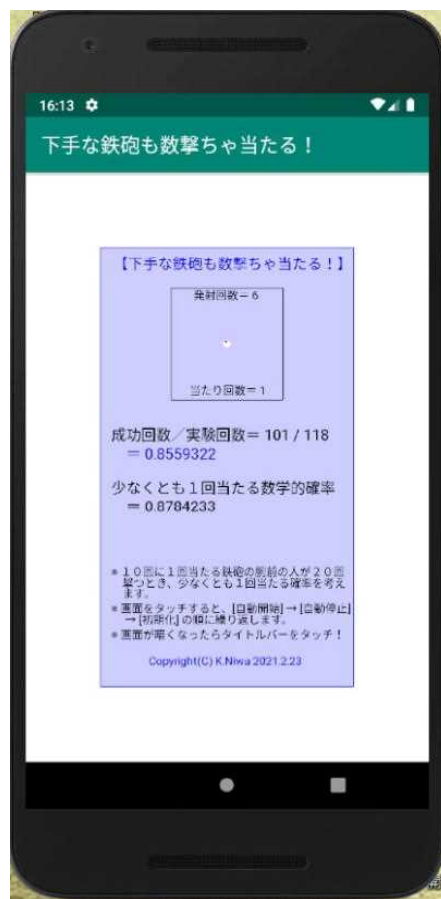 16:13
下手な鉄砲も数撃ちゃ当たる！
【下手な鉄砲も数撃ちゃ当たる！】
発射回数＝6
当たり回数＝1
成功回数／実験回数＝ 101 / 118
＝ 0.8559322
少なくとも１回当たる数学的確率
＝ 0.8784233
※１０回に１回当たる鉄砲の腕前の人が２０回
撃つとき、少なくとも１回当たる確率を考え
ます。
※画面をタッチすると、[自動開始]→[自動停止]
→[初期化] の順に繰り返します。
※画面が暗くなったらタイトルバーをタッチ！
Copyright(C) K.Niwa 2021.2.23